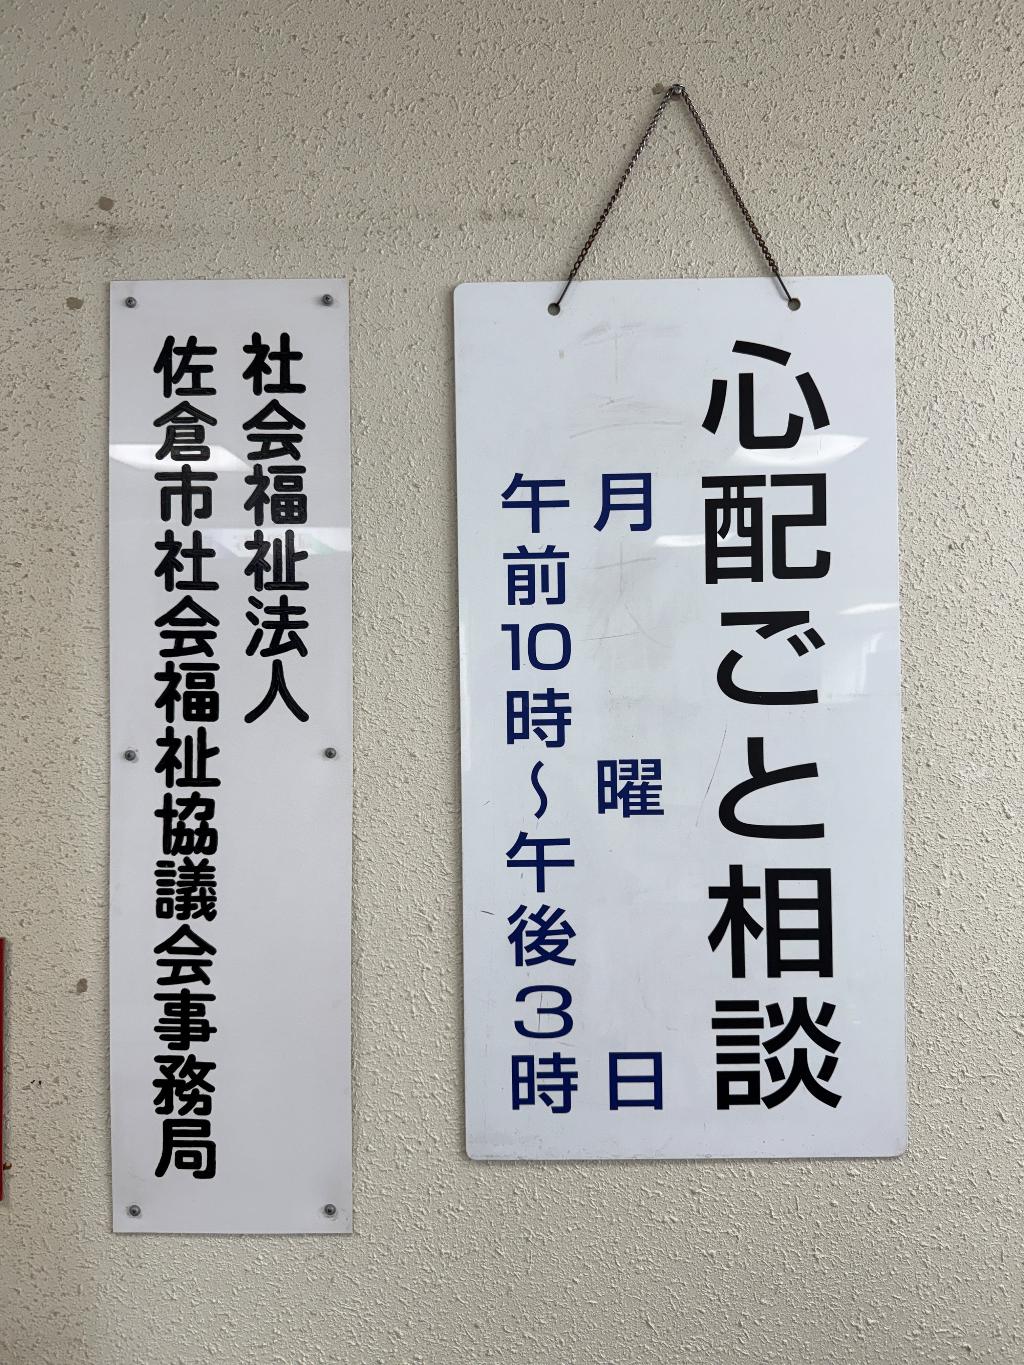 心配ごと相談
月曜日
午前10時〜午後3時
社会福祉法人
佐倉市社会福祉協議会事務局